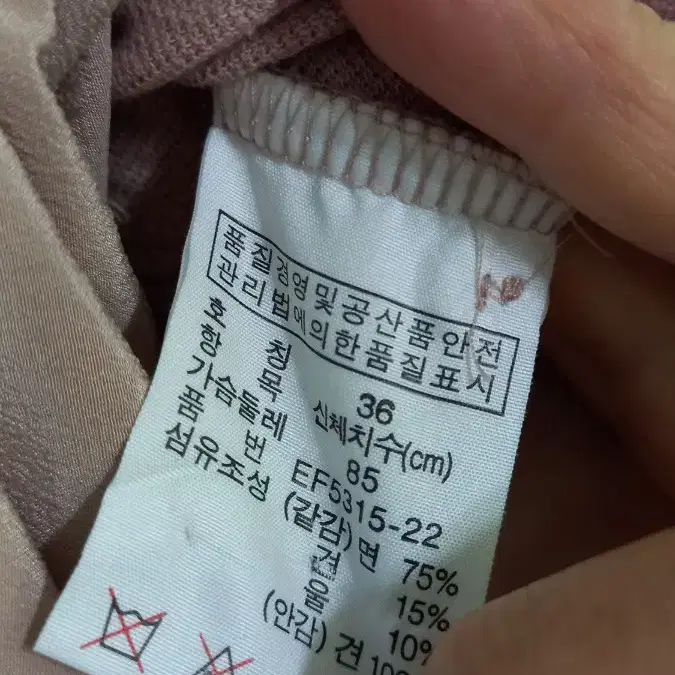 품질경영및공산품안전
관리법에의한품질표시
호 칭 36
항 목 신체치수(cm)
가슴둘레 85
품 번 EF5315-22
섬유조성 (같감) 면 75%
견 15%
울 10%
(안감) 견 100